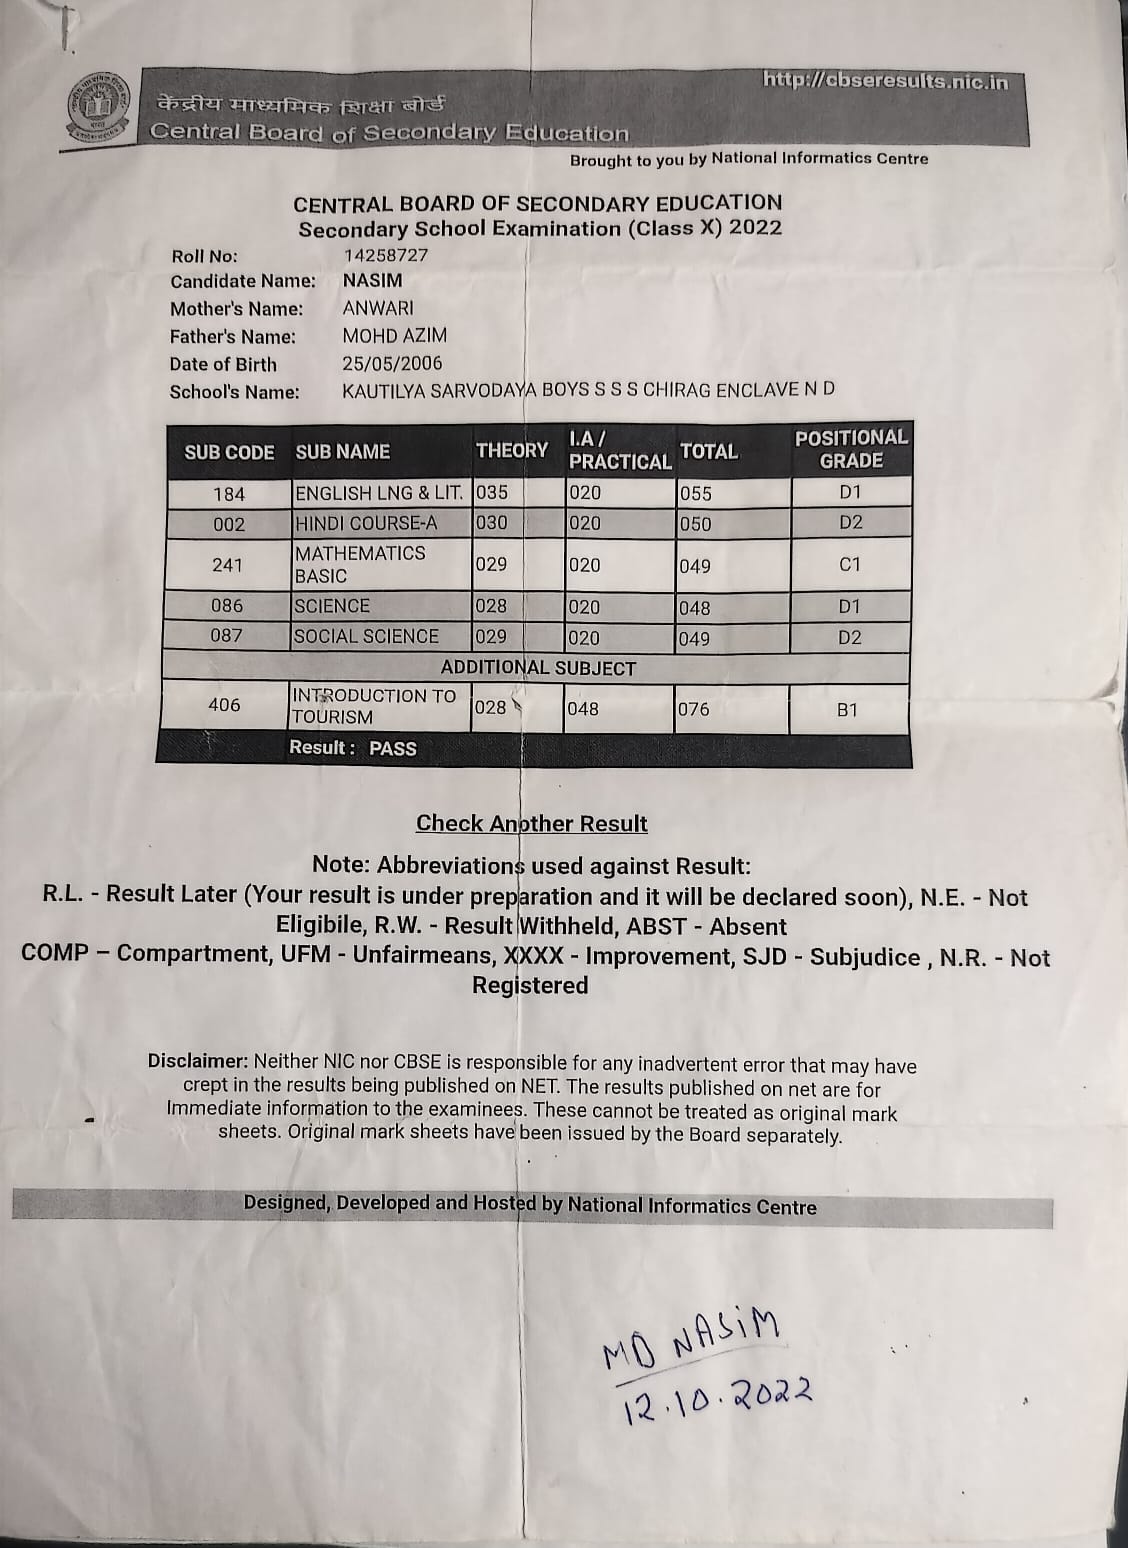 http://cbseresults.nic.in
केंद्रीय माध्यमिक शिक्षा बोर्ड
Central Board of Secondary Education
Brought to you by National Informatics Centre
CENTRAL BOARD OF SECONDARY EDUCATION
Secondary School Examination (Class X) 2022
Roll No: 14258727
Candidate Name: NASIM
Mother's Name: ANWARI
Father's Name: MOHD AZIM
Date of Birth 25/05/2006
School's Name: KAUTILYA SARVODAYA BOYS S S S CHIRAG ENCLAVE N D
SUB CODE SUB NAME THEORY I.A / PRACTICAL TOTAL POSITIONAL GRADE
184 ENGLISH LNG & LIT. 035 020 055 D1
002 HINDI COURSE-A 030 020 050 D2
241 MATHEMATICS BASIC 029 020 049 C1
086 SCIENCE 028 020 048 D1
087 SOCIAL SCIENCE 029 020 049 D2
ADDITIONAL SUBJECT
406 INTRODUCTION TO TOURISM 028 048 076 B1
Result : PASS
Check Another Result
Note: Abbreviations used against Result:
R.L. - Result Later (Your result is under preparation and it will be declared soon), N.E. - Not
Eligibile, R.W. - Result Withheld, ABST - Absent
COMP – Compartment, UFM - Unfairmeans, XXXX - Improvement, SJD - Subjudice , N.R. - Not
Registered
Disclaimer: Neither NIC nor CBSE is responsible for any inadvertent error that may have
crept in the results being published on NET. The results published on net are for
Immediate information to the examinees. These cannot be treated as original mark
sheets. Original mark sheets have been issued by the Board separately.
Designed, Developed and Hosted by National Informatics Centre
MD NASIM
12.10.2022